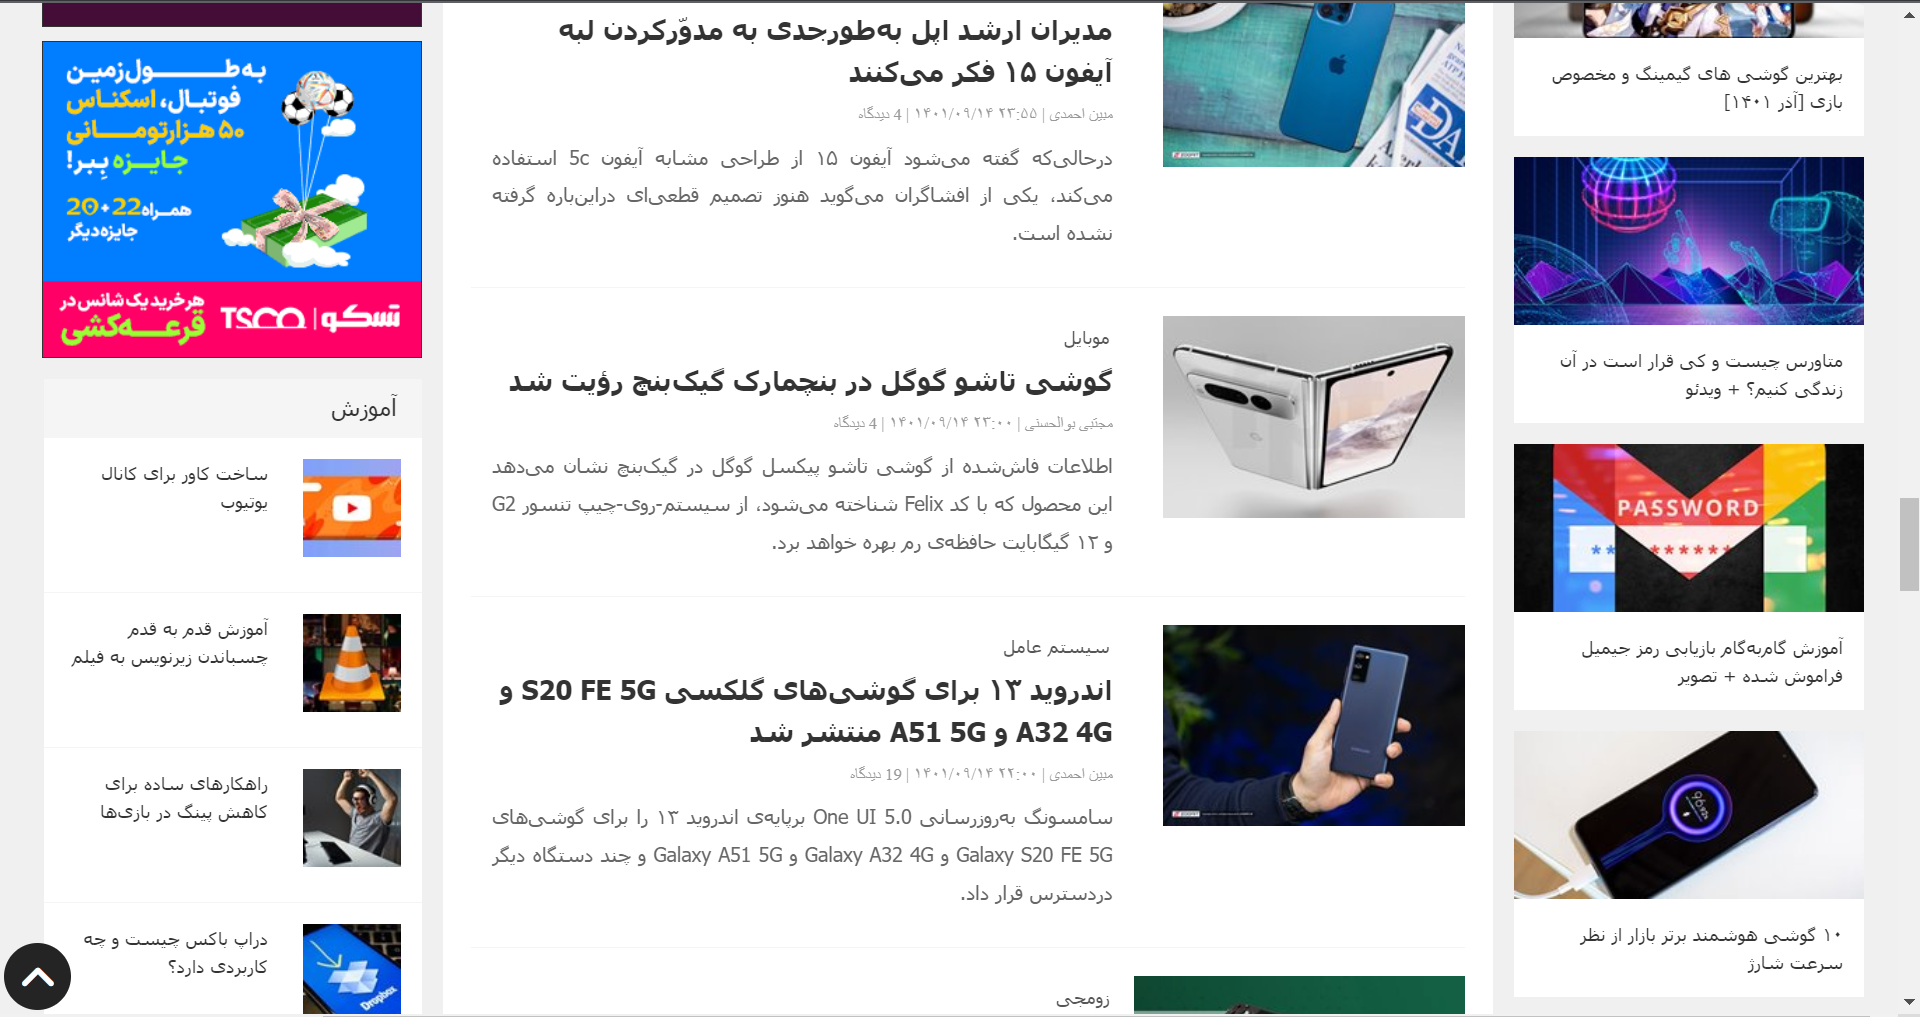 بهترین گوشی های گیمینگ و مخصوص
بازی [آذر ۱۴۰۱]
متاورس چیست و کی قرار است در آن
زندگی کنیم؟ + ویدئو
PASSWORD
** ******
آموزش گام‌به‌گام بازیابی رمز جیمیل
فراموش شده + تصویر
96%
۱۰ گوشی هوشمند برتر بازار از نظر
سرعت شارژ
مدیران ارشد اپل به‌طورجدی به مدوّرکردن لبه
آیفون ۱۵ فکر می‌کنند
مبین احمدی | ۱۴۰۱/۰۹/۱۴ ۲۳:۵۵ | 4 دیدگاه
درحالی‌که گفته می‌شود آیفون ۱۵ از طراحی مشابه آیفون 5c استفاده
می‌کند، یکی از افشاگران می‌گوید هنوز تصمیم قطعی‌ای دراین‌باره گرفته
نشده است.
موبایل
گوشی تاشو گوگل در بنچمارک گیک‌بنچ رؤیت شد
مجتبی بوالحسنی | ۱۴۰۱/۰۹/۱۴ ۲۳:۰۰ | 4 دیدگاه
اطلاعات فاش‌شده از گوشی تاشو پیکسل گوگل در گیک‌بنچ نشان می‌دهد
این محصول که با کد Felix شناخته می‌شود، از سیستم-روی-چیپ تنسور G2
و ۱۲ گیگابایت حافظه‌ی رم بهره خواهد برد.
سیستم عامل
اندروید ۱۳ برای گوشی‌های گلکسی S20 FE 5G و
A32 4G و A51 5G منتشر شد
مبین احمدی | ۱۴۰۱/۰۹/۱۴ ۲۲:۰۰ | 19 دیدگاه
سامسونگ به‌روزرسانی One UI 5.0 برپایه‌ی اندروید ۱۳ را برای گوشی‌های
Galaxy S20 FE 5G و Galaxy A32 4G و Galaxy A51 5G و چند دستگاه دیگر
دردسترس قرار داد.
زومجی
به‌طول زمین
فوتبال، اسکناس
۵۰ هزارتومانی
جایزه ببر!
همراه 22+20
جایزه دیگر
هر خرید یک شانس در
قرعه‌کشی
TSCO | تسکو
آموزش
ساخت کاور برای کانال
یوتیوب
آموزش قدم به قدم
چسباندن زیرنویس به فیلم
راهکارهای ساده برای
کاهش پینگ در بازی‌ها
دراپ باکس چیست و چه
کاربردی دارد؟
Dropbox